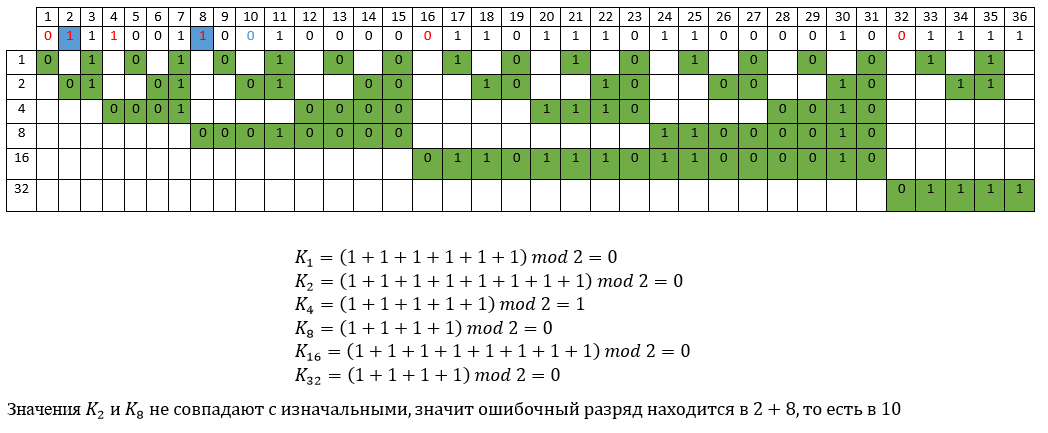 1 2 3 4 5 6 7 8 9 10 11 12 13 14 15 16 17 18 19 20 21 22 23 24 25 26 27 28 29 30 31 32 33 34 35 36
0 1 1 1 0 0 1 1 0 0 1 0 0 0 0 0 1 1 0 1 1 1 0 1 1 0 0 0 0 1 0 0 1 1 1 1
1 0 1 0 1 0 1 0 0 1 0 1 0 1 0 0 0 1 1
2 0 1 0 1 0 1 0 0 1 0 1 0 0 0 1 0 1 1
4 0 0 0 1 0 0 0 0 1 1 1 0 0 0 1 0
8 0 0 0 1 0 0 0 0 1 1 0 0 0 0 1 0
16 0 1 1 0 1 1 1 0 1 1 0 0 0 0 1 0
32 0 1 1 1 1
K₁ = (1 + 1 + 1 + 1 + 1 + 1) mod 2 = 0
K₂ = (1 + 1 + 1 + 1 + 1 + 1 + 1 + 1) mod 2 = 0
K₄ = (1 + 1 + 1 + 1 + 1) mod 2 = 1
K₈ = (1 + 1 + 1 + 1) mod 2 = 0
K₁₆ = (1 + 1 + 1 + 1 + 1 + 1 + 1 + 1) mod 2 = 0
K₃₂ = (1 + 1 + 1 + 1) mod 2 = 0
Значения K₂ и K₈ не совпадают с изначальными, значит ошибочный разряд находится в 2 + 8, то есть в 10